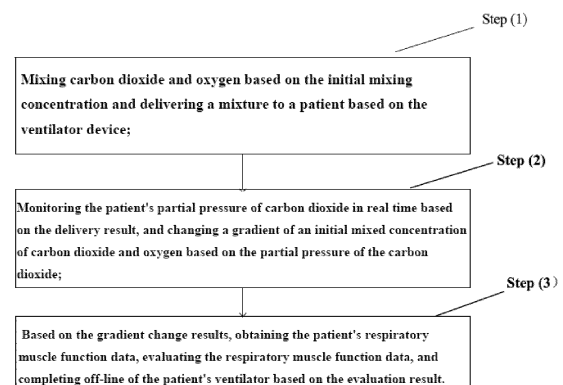 Step (1)
Mixing carbon dioxide and oxygen based on the initial mixing
concentration and delivering a mixture to a patient based on the
ventilator device;
Step (2)
Monitoring the patient's partial pressure of carbon dioxide in real time based
on the delivery result, and changing a gradient of an initial mixed concentration
of carbon dioxide and oxygen based on the partial pressure of the carbon
dioxide;
Step (3）
Based on the gradient change results, obtaining the patient's respiratory
muscle function data, evaluating the respiratory muscle function data, and
completing off-line of the patient's ventilator based on the evaluation result.